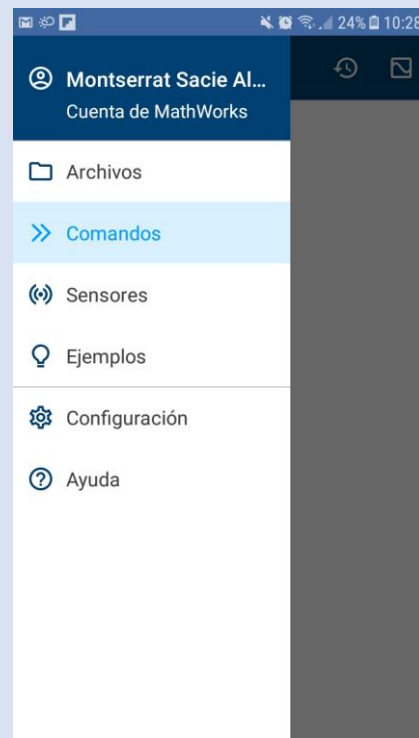 24% 10:28
Montserrat Sacie Al...
Cuenta de MathWorks
Archivos
Comandos
Sensores
Ejemplos
Configuración
Ayuda